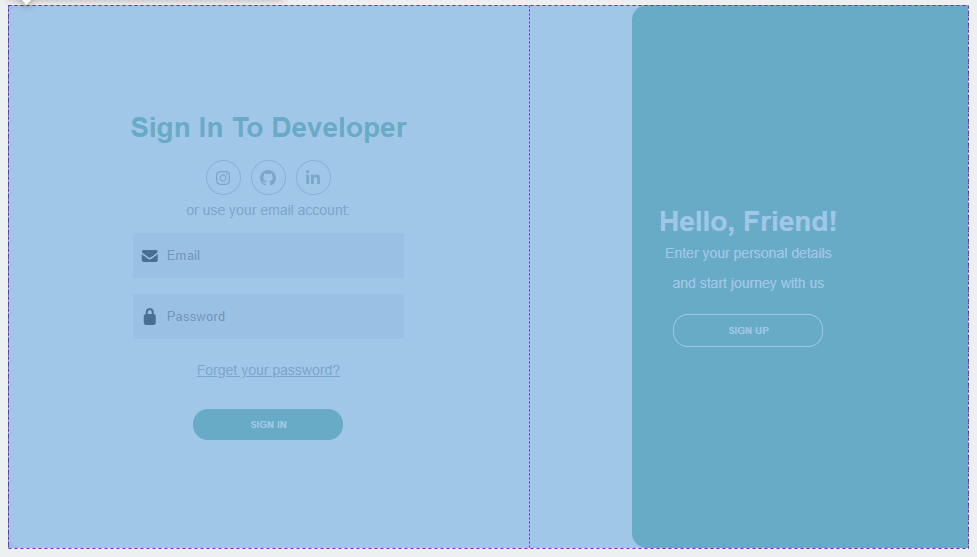 Sign In To Developer
or use your email account:
Email
Password
Forget your password?
SIGN IN
Hello, Friend!
Enter your personal details
and start journey with us
SIGN UP